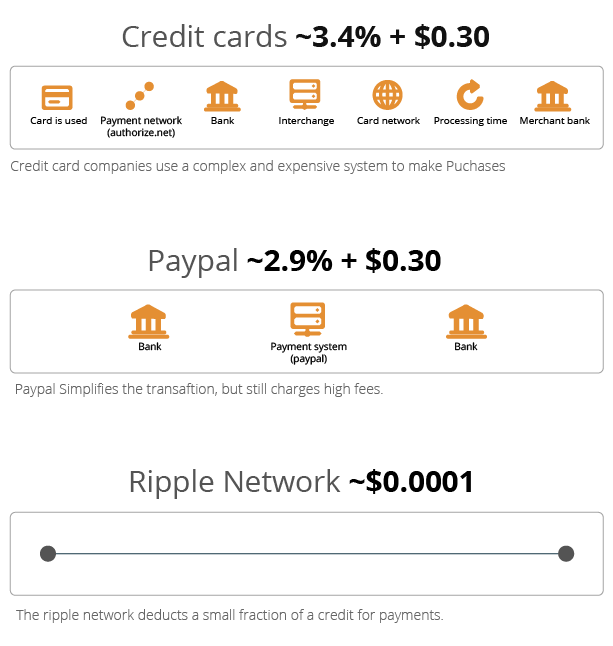 Credit cards ~3.4% + $0.30
Card is used
Payment network
(authorize.net)
Bank
Interchange
Card network
Processing time
Merchant bank
Credit card companies use a complex and expensive system to make Puchases
Paypal ~2.9% + $0.30
Bank
Payment system
(paypal)
Bank
Paypal Simplifies the transaftion, but still charges high fees.
Ripple Network ~$0.0001
The ripple network deducts a small fraction of a credit for payments.